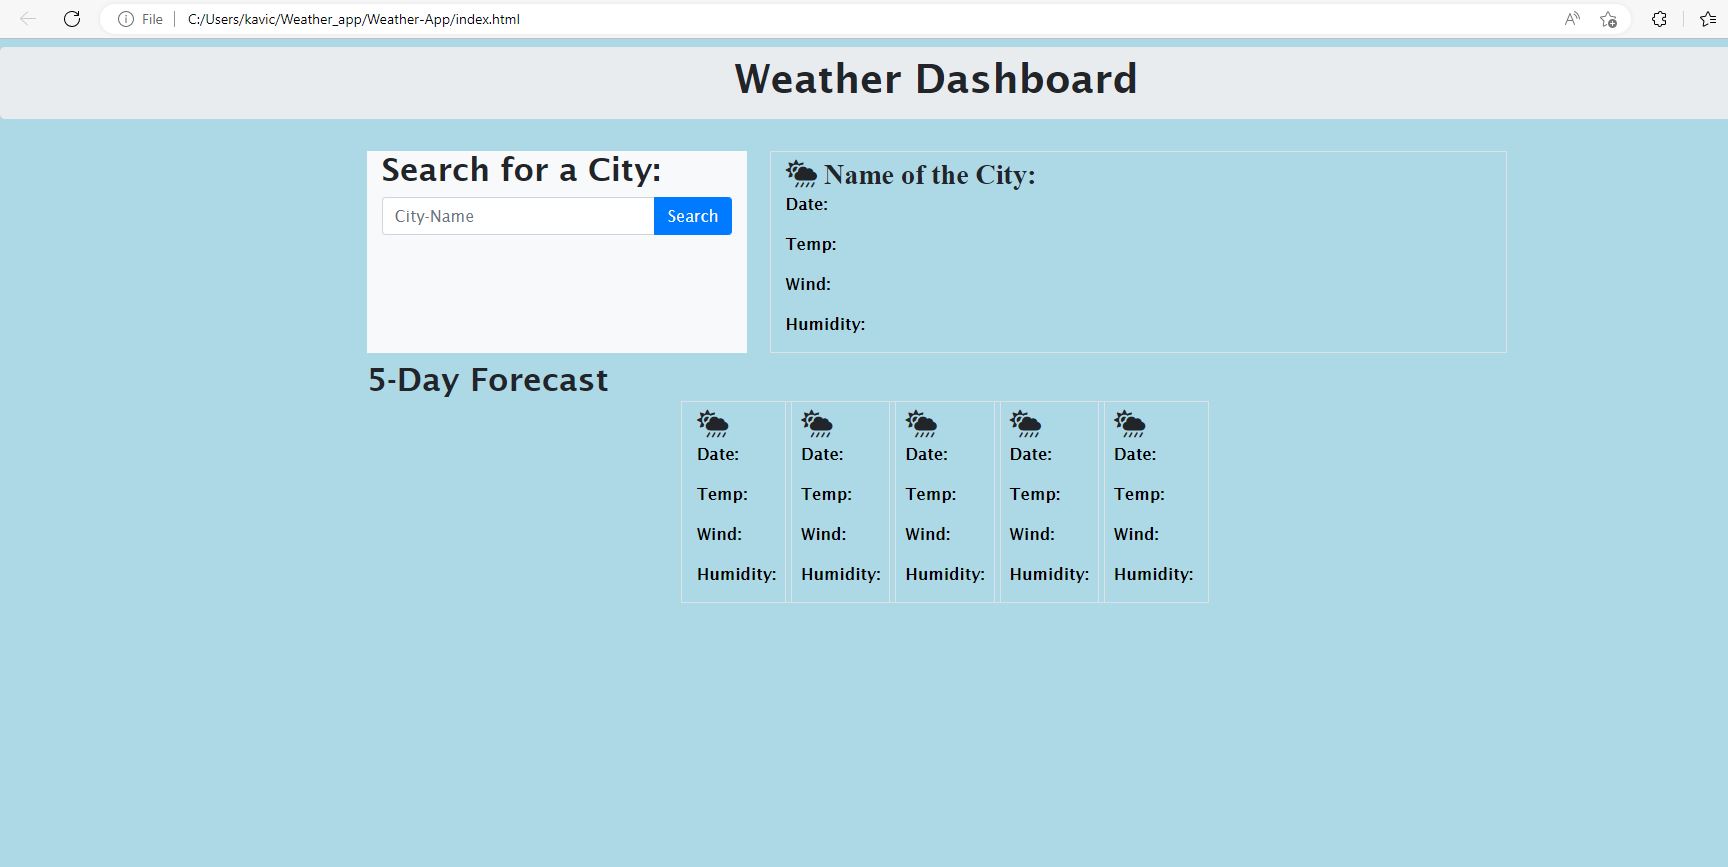 File C:/Users/kavic/Weather_app/Weather-App/index.html
Weather Dashboard
Search for a City:
City-Name Search
Name of the City:
Date:
Temp:
Wind:
Humidity:
5-Day Forecast
Date: Date: Date: Date: Date:
Temp: Temp: Temp: Temp: Temp:
Wind: Wind: Wind: Wind: Wind:
Humidity: Humidity: Humidity: Humidity: Humidity: